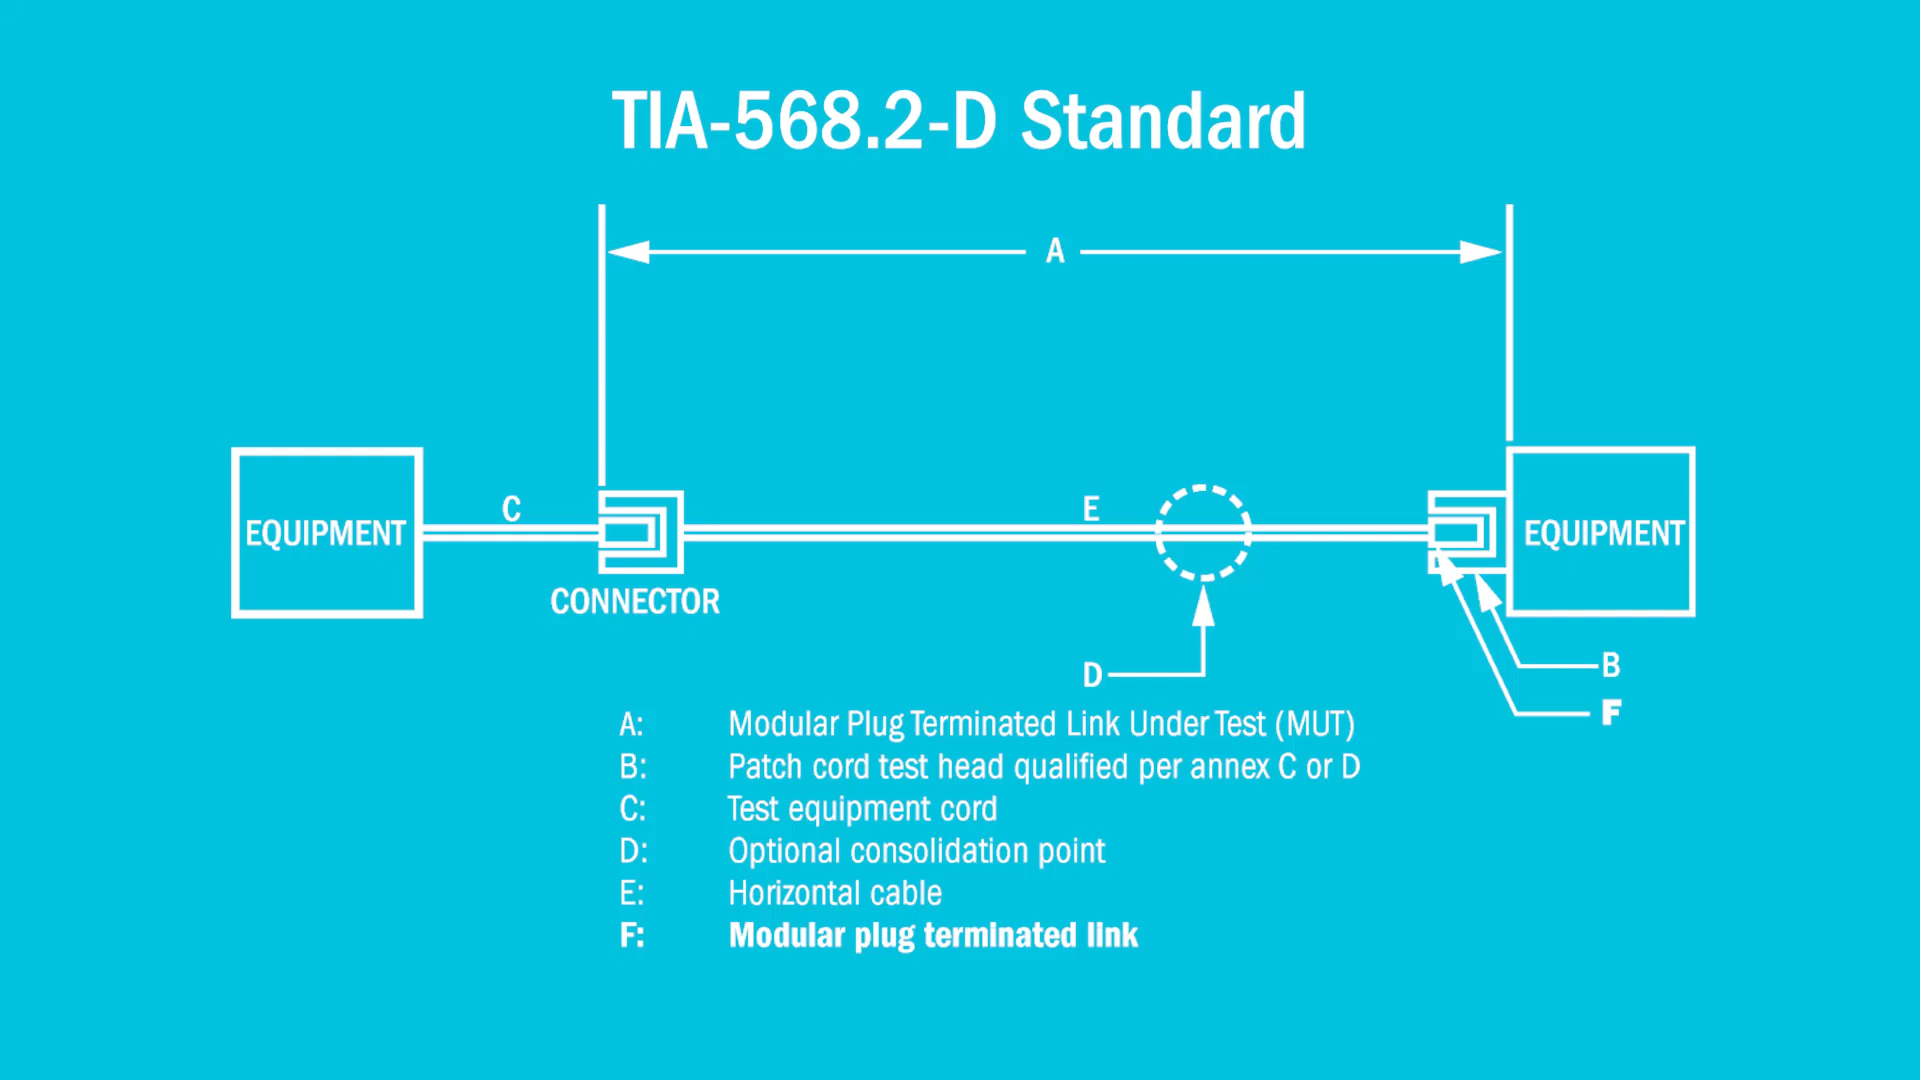 TIA-568.2-D Standard
A
C
E
EQUIPMENT
EQUIPMENT
CONNECTOR
D
B
F
A: Modular Plug Terminated Link Under Test (MUT)
B: Patch cord test head qualified per annex C or D
C: Test equipment cord
D: Optional consolidation point
E: Horizontal cable
F: Modular plug terminated link